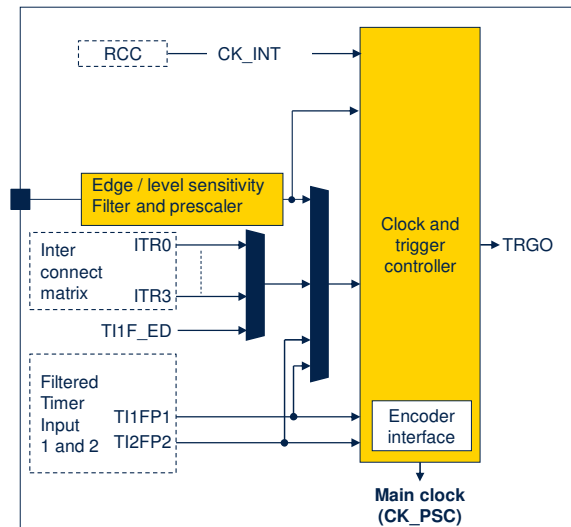 RCC
CK_INT
Edge / level sensitivity
Filter and prescaler
Inter
connect
matrix
ITR0
ITR3
TI1F_ED
Clock and
trigger
controller
TRGO
Filtered
Timer
Input
1 and 2
TI1FP1
TI2FP2
Encoder
interface
Main clock
(CK_PSC)